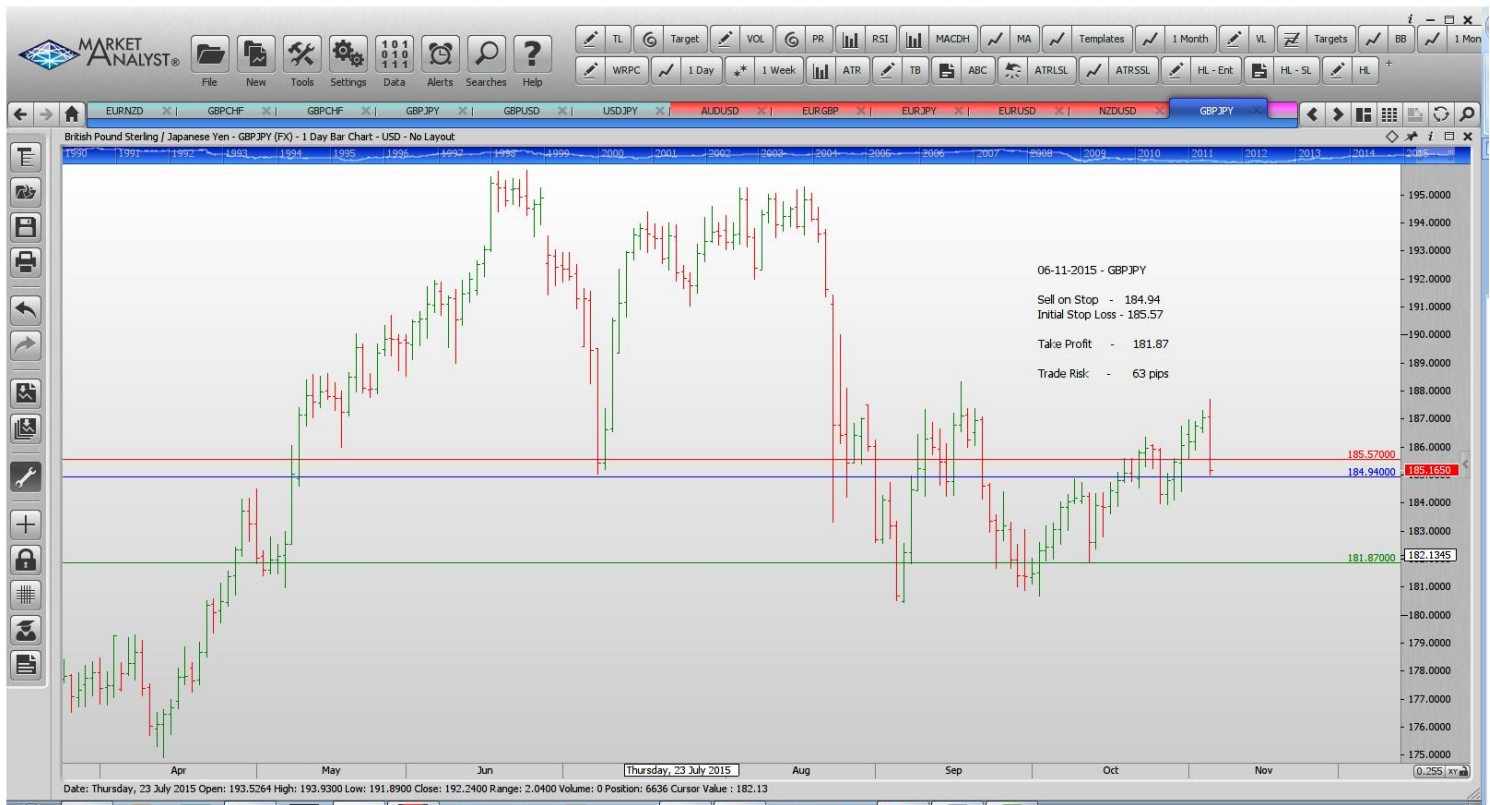 MARKET
ANALYST®
File
New
Tools
Settings
101
010
111
Data
Alerts
Searches
?
Help
TL
Target
VOL
PR
RSI
MACDH
MA
Templates
1 Month
VL
Targets
BB
1 Mon
WRPC
1 Day
1 Week
ATR
TB
ABC
ATRLSL
ATRSSL
HL - Ent
HL - SL
HL
EURNZD
GBPCHF
GBPCHF
GBPJPY
GBPUSD
USDJPY
AUDUSD
EURGBP
EURJPY
EURUSD
NZDUSD
GBPJPY
British Pound Sterling / Japanese Yen - GBPJPY (FX) - 1 Day Bar Chart - USD - No Layout
1990 1991 1992 1993 1994 1995 1996 1997 1998 1999 2000 2001 2002 2003 2004 2005 2006 2007 2008 2009 2010 2011 2012 2013 2014 2015
06-11-2015 - GBPJPY
Sell on Stop - 184.94
Initial Stop Loss - 185.57
Take Profit - 181.87
Trade Risk - 63 pips
195.0000
194.0000
193.0000
192.0000
191.0000
190.0000
189.0000
188.0000
187.0000
186.0000
185.57000
185.1650
184.94000
184.0000
183.0000
182.1345
181.87000
181.0000
180.0000
179.0000
178.0000
177.0000
176.0000
175.0000
Apr May Jun Thursday, 23 July 2015 Aug Sep Oct Nov
0.255 XY
Date: Thursday, 23 July 2015 Open: 193.5264 High: 193.9300 Low: 191.8900 Close: 192.2400 Range: 2.0400 Volume: 0 Position: 6636 Cursor Value : 182.13